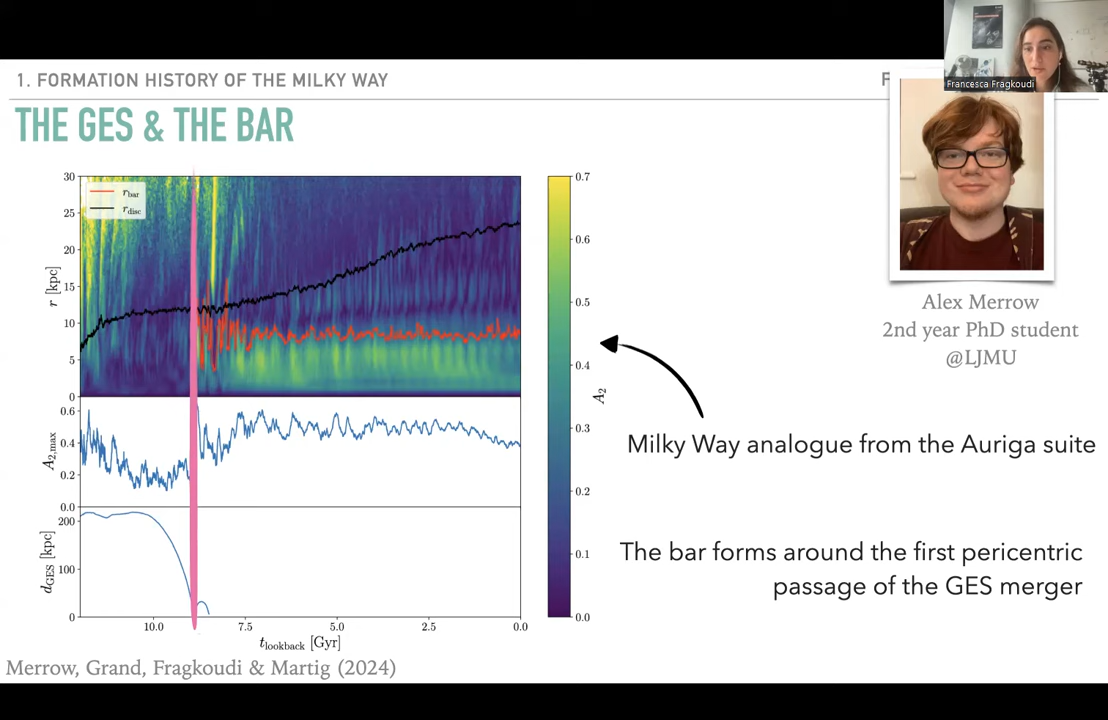 1. FORMATION HISTORY OF THE MILKY WAY
F
Francesca Fragkoudi
THE GES & THE BAR
r_bar
r_disc
30
25
20
15
10
5
0
r [kpc]
0.6
0.4
0.2
0.0
A_2,max
200
100
0
d_GES [kpc]
10.0 7.5 5.0 2.5 0.0
t_lookback [Gyr]
0.7
0.6
0.5
0.4
0.3
0.2
0.1
0.0
A_2
Alex Merrow
2nd year PhD student
@LJMU
Milky Way analogue from the Auriga suite
The bar forms around the first pericentric
passage of the GES merger
Merrow, Grand, Fragkoudi & Martig (2024)